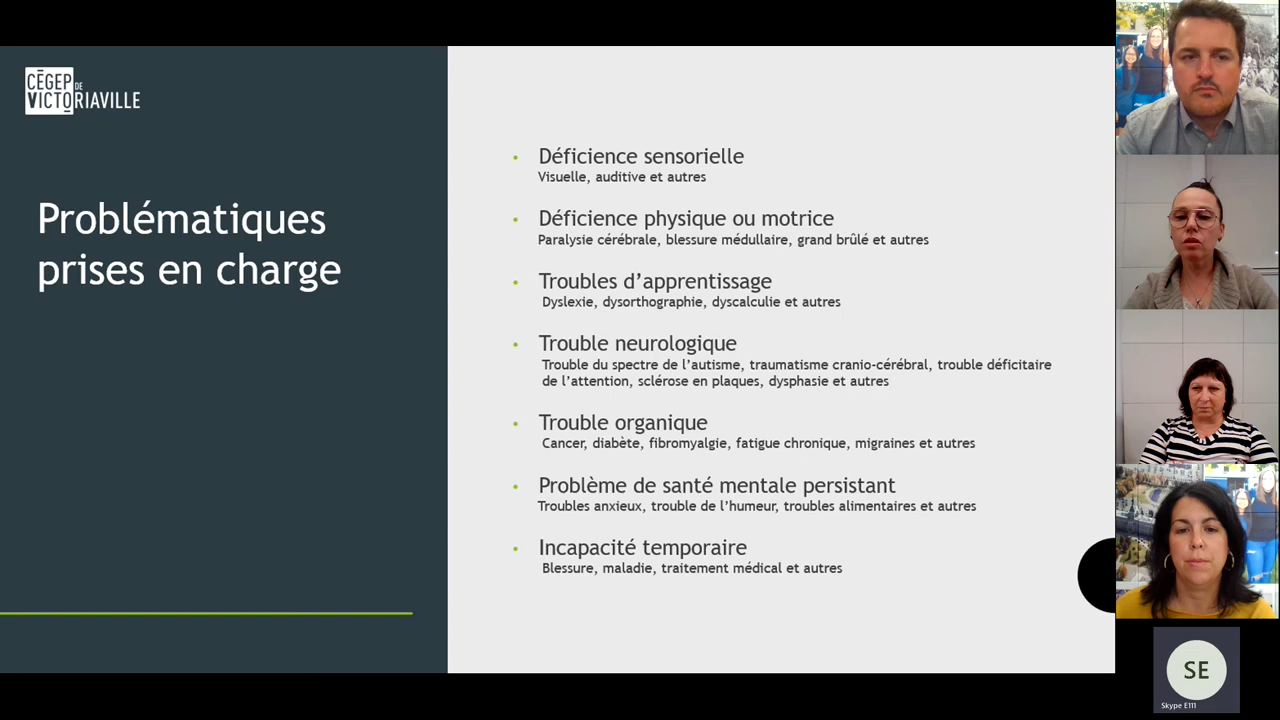 CÉGEP DE
VICTORIAVILLE
Problématiques
prises en charge
• Déficience sensorielle
Visuelle, auditive et autres
• Déficience physique ou motrice
Paralysie cérébrale, blessure médullaire, grand brûlé et autres
• Troubles d’apprentissage
Dyslexie, dysorthographie, dyscalculie et autres
• Trouble neurologique
Trouble du spectre de l’autisme, traumatisme cranio-cérébral, trouble déficitaire
de l’attention, sclérose en plaques, dysphasie et autres
• Trouble organique
Cancer, diabète, fibromyalgie, fatigue chronique, migraines et autres
• Problème de santé mentale persistant
Troubles anxieux, trouble de l’humeur, troubles alimentaires et autres
• Incapacité temporaire
Blessure, maladie, traitement médical et autres
SE
Skype E111